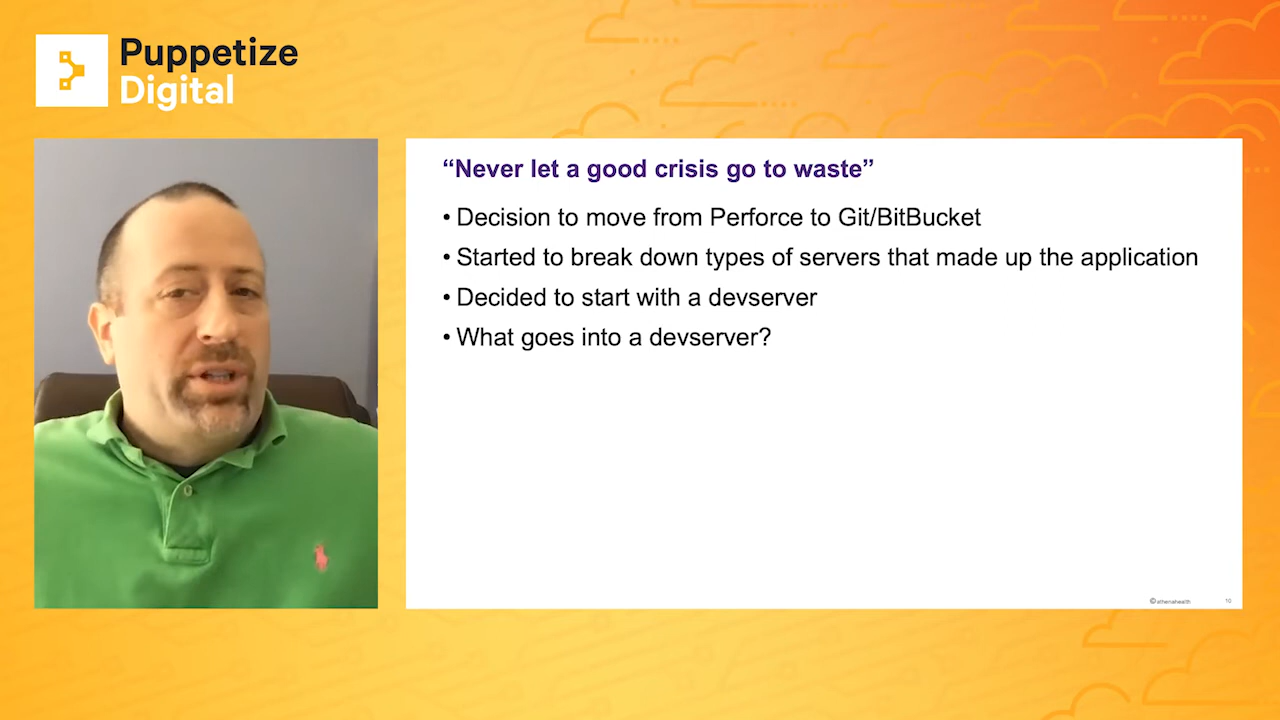 Puppetize
Digital
“Never let a good crisis go to waste”
• Decision to move from Perforce to Git/BitBucket
• Started to break down types of servers that made up the application
• Decided to start with a devserver
• What goes into a devserver?
©athenahealth 10